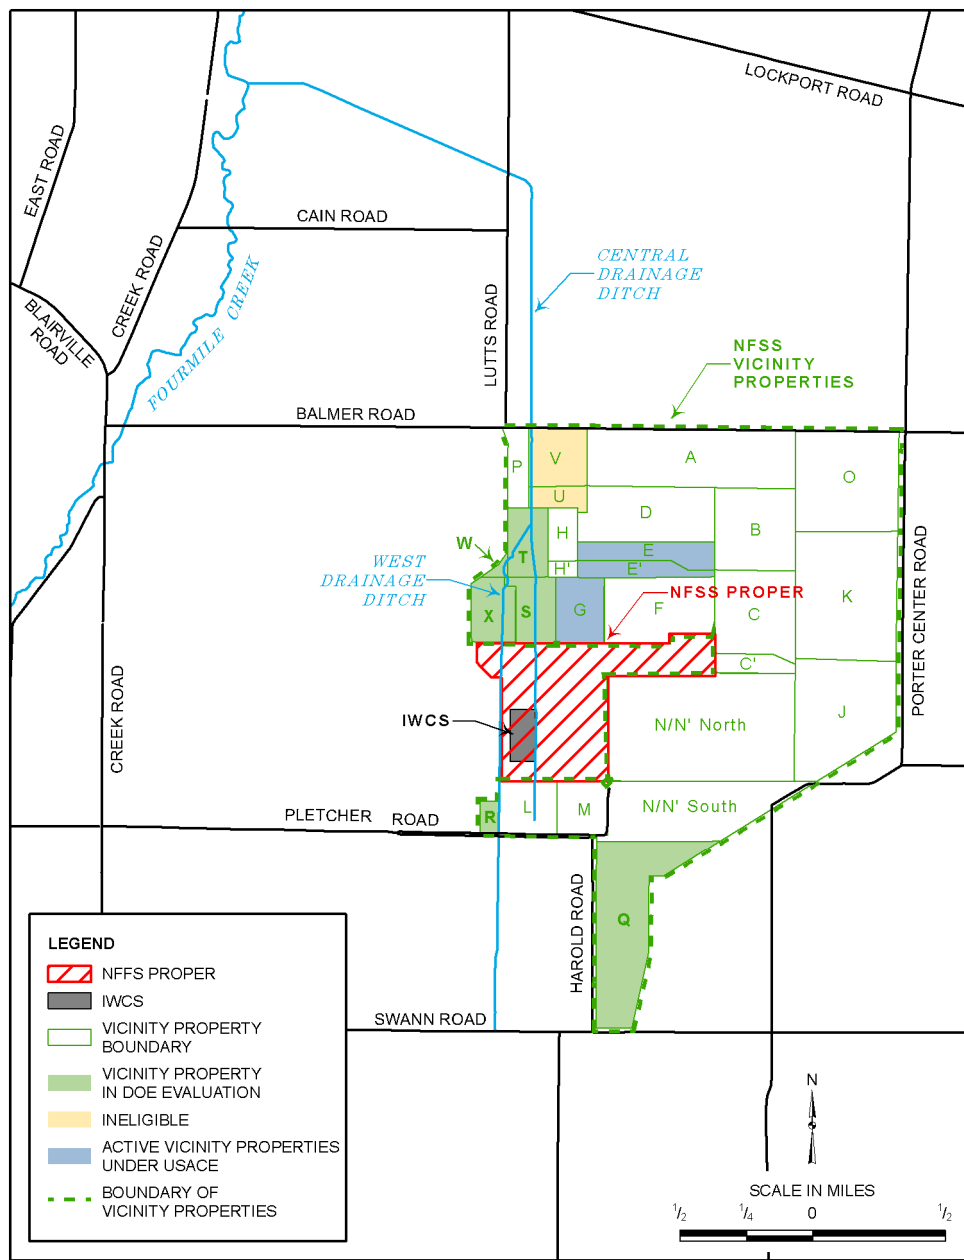 LOCKPORT ROAD
EAST ROAD
CAIN ROAD
CREEK ROAD
CENTRAL
DRAINAGE
DITCH
FOURMILE CREEK
BLAIRVILLE
ROAD
LUTTS ROAD
NFSS
VICINITY
PROPERTIES
BALMER ROAD
P
V
A
O
U
D
B
H
W
T
E
WEST
DRAINAGE
DITCH
H'
E'
NFSS PROPER
K
X
S
G
F
C
PORTER CENTER ROAD
C'
CREEK ROAD
IWCS
N/N' North
J
L
M
N/N' South
R
PLETCHER ROAD
Q
HAROLD ROAD
SWANN ROAD
LEGEND
NFFS PROPER
IWCS
VICINITY PROPERTY
BOUNDARY
VICINITY PROPERTY
IN DOE EVALUATION
INELIGIBLE
ACTIVE VICINITY PROPERTIES
UNDER USACE
BOUNDARY OF
VICINITY PROPERTIES
N
SCALE IN MILES
1/2 1/4 0 1/2